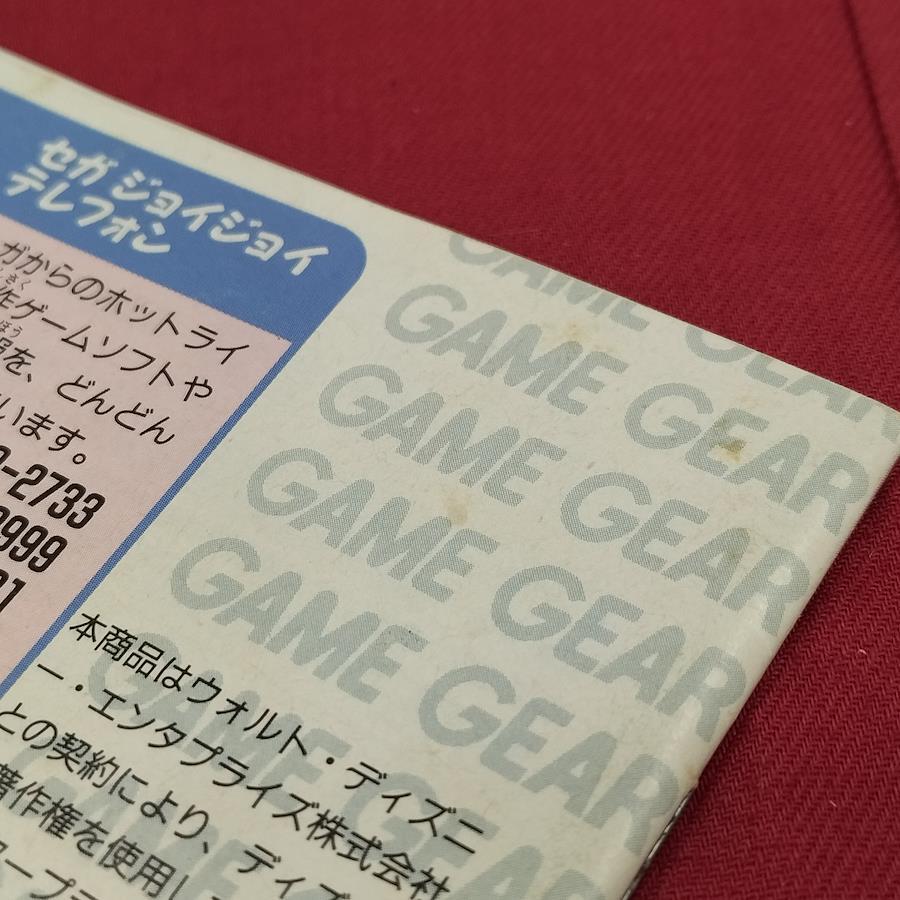 セガジョイジョイ
テレフォン
ガからのホットライ
作ゲームソフトや
を、どんどん
います。
-2733
999
01
GAME GEAR
GAME GEAR
GAME GEAR
GAME GEAR
GAME GEAR
GAME GEAR
本商品はウォルト・ディズニ
ー・エンタプライズ株式会社
との契約により、ディズ
著作権を使用し